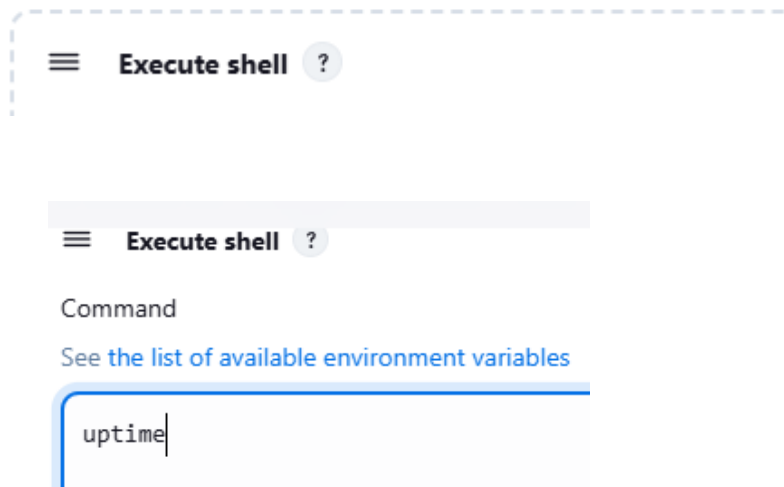 Execute shell ?
Execute shell ?
Command
See the list of available environment variables
uptime